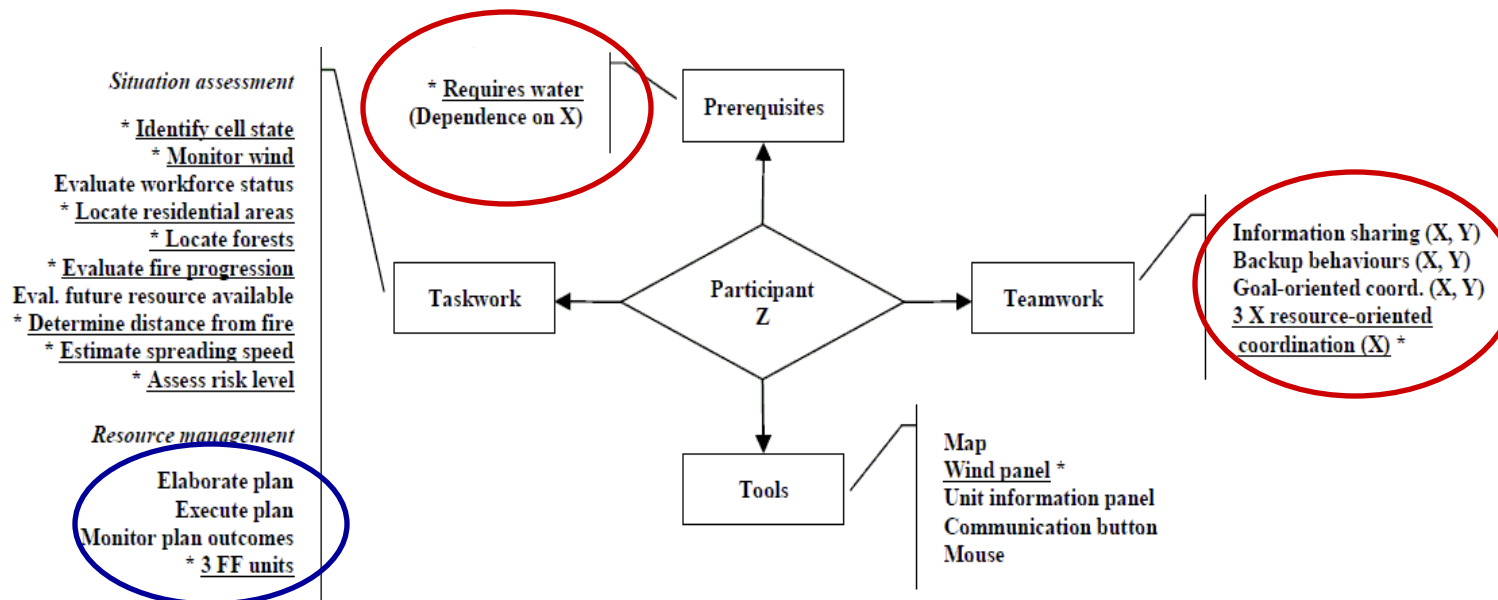 Situation assessment
* Identify cell state
* Monitor wind
Evaluate workforce status
* Locate residential areas
* Locate forests
* Evaluate fire progression
Eval. future resource available
* Determine distance from fire
* Estimate spreading speed
* Assess risk level
Resource management
Elaborate plan
Execute plan
Monitor plan outcomes
* 3 FF units
* Requires water
(Dependence on X)
Prerequisites
Taskwork
Participant
Z
Teamwork
Tools
Information sharing (X, Y)
Backup behaviours (X, Y)
Goal-oriented coord. (X, Y)
3 X resource-oriented
coordination (X) *
Map
Wind panel *
Unit information panel
Communication button
Mouse